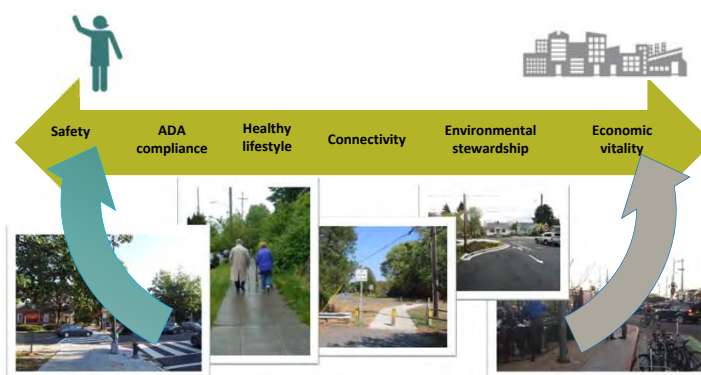 Safety
ADA
compliance
Healthy
lifestyle
Connectivity
Environmental
stewardship
Economic
vitality